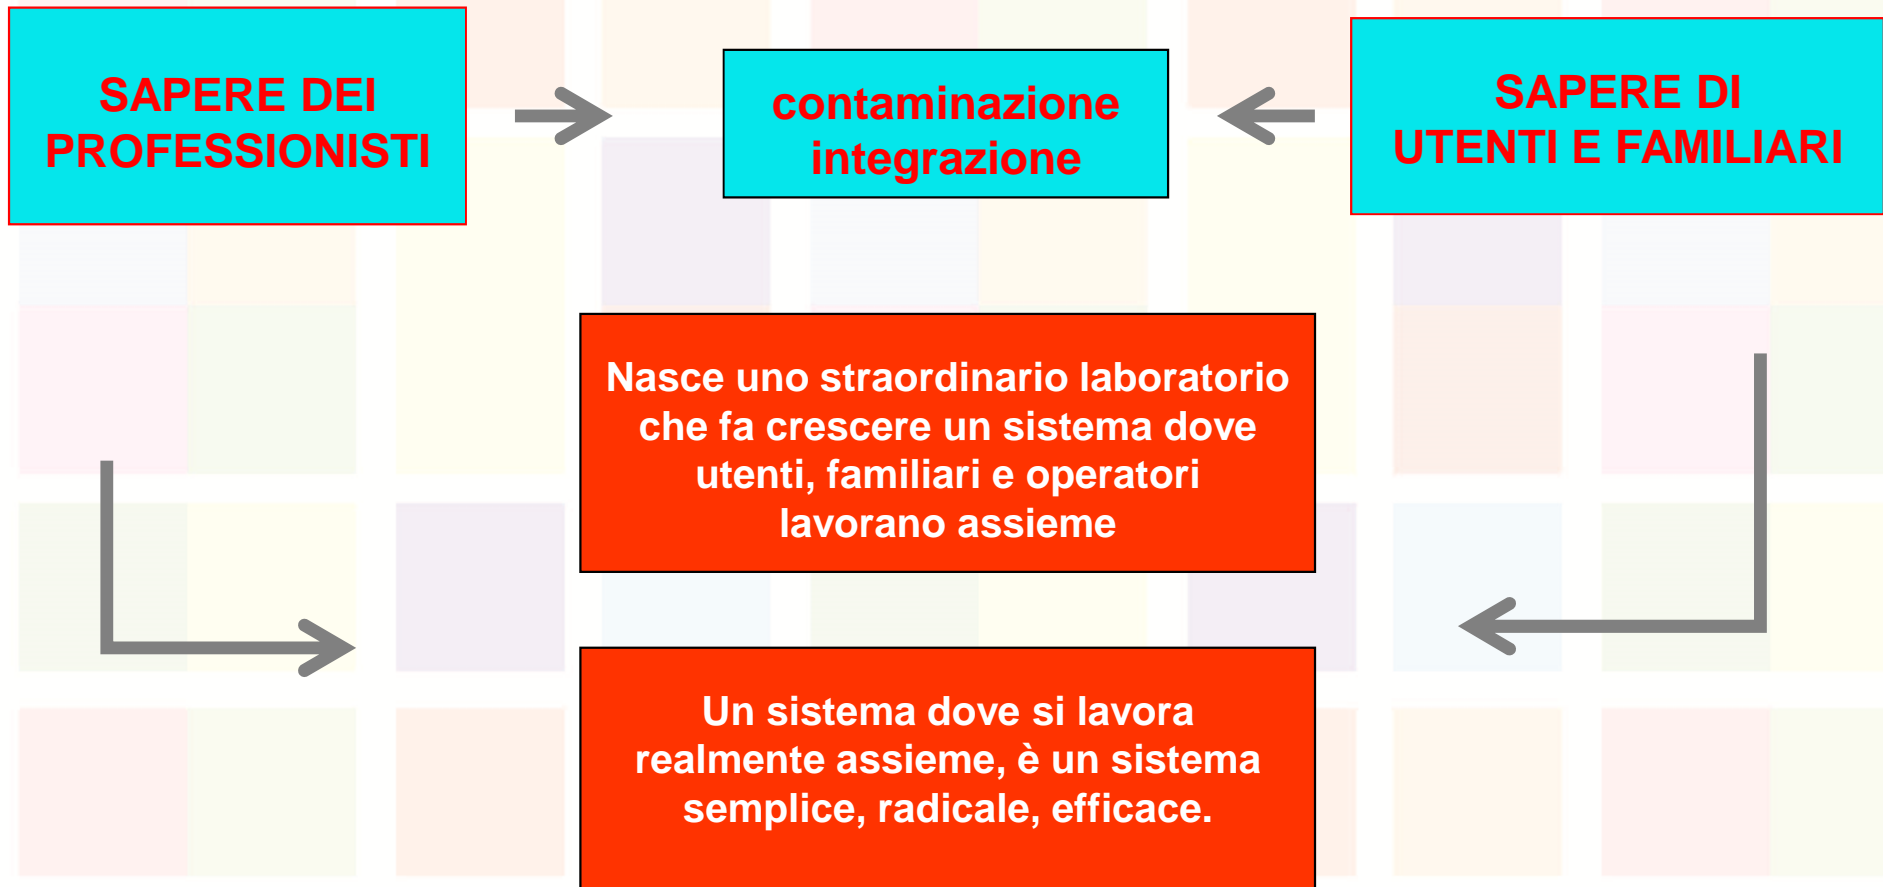 SAPERE DEI
PROFESSIONISTI
contaminazione
integrazione
SAPERE DI
UTENTI E FAMILIARI
Nasce uno straordinario laboratorio
che fa crescere un sistema dove
utenti, familiari e operatori
lavorano assieme
Un sistema dove si lavora
realmente assieme, è un sistema
semplice, radicale, efficace.